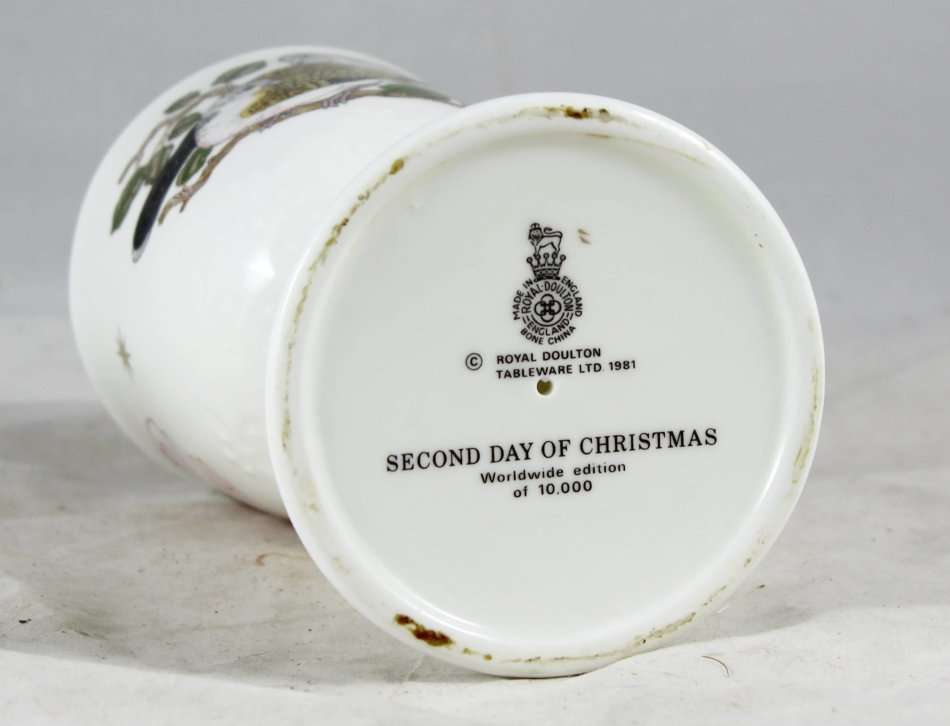 MADE IN ENGLAND
ROYAL DOULTON
ENGLAND
BONE CHINA
© ROYAL DOULTON
TABLEWARE LTD. 1981
SECOND DAY OF CHRISTMAS
Worldwide edition
of 10.000